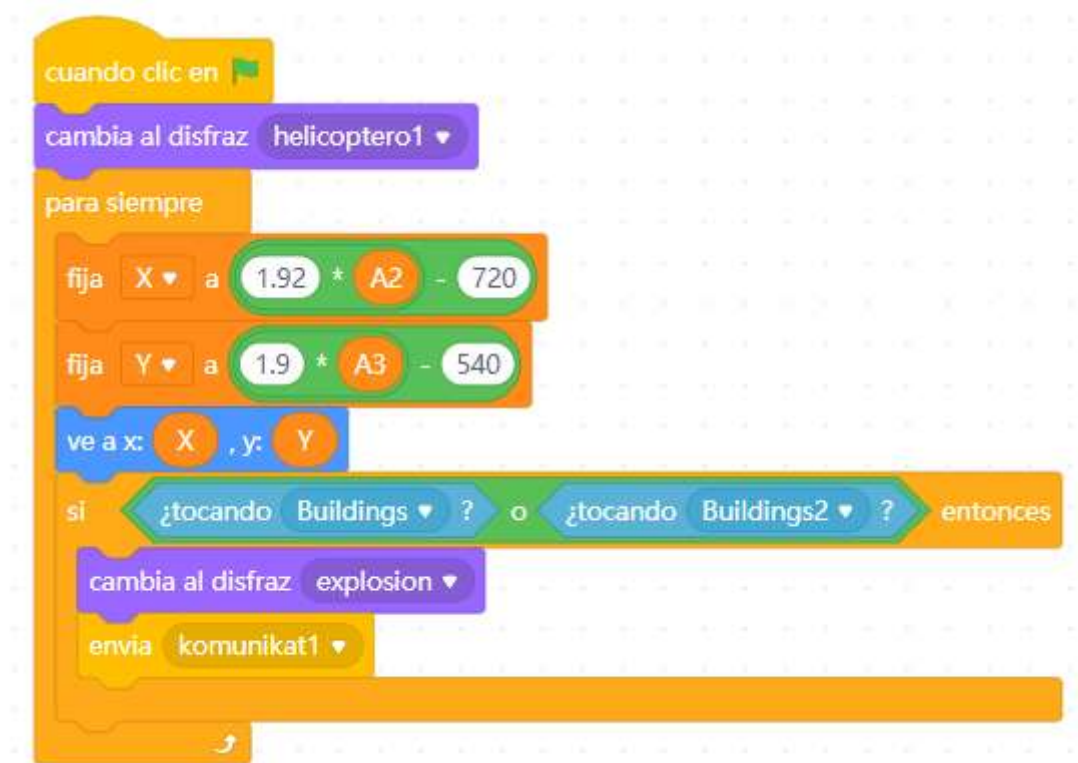 cuando clic en
cambia al disfraz helicoptero1
para siempre
fija X a 1.92 * A2 - 720
fija Y a 1.9 * A3 - 540
ve a x: X , y: Y
si ¿tocando Buildings ? o ¿tocando Buildings2 ? entonces
cambia al disfraz explosion
envia komunikat1